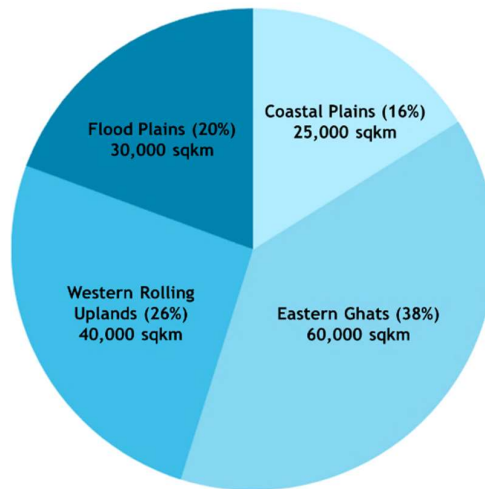 Coastal Plains (16%)
25,000 sqkm
Eastern Ghats (38%)
60,000 sqkm
Western Rolling
Uplands (26%)
40,000 sqkm
Flood Plains (20%)
30,000 sqkm